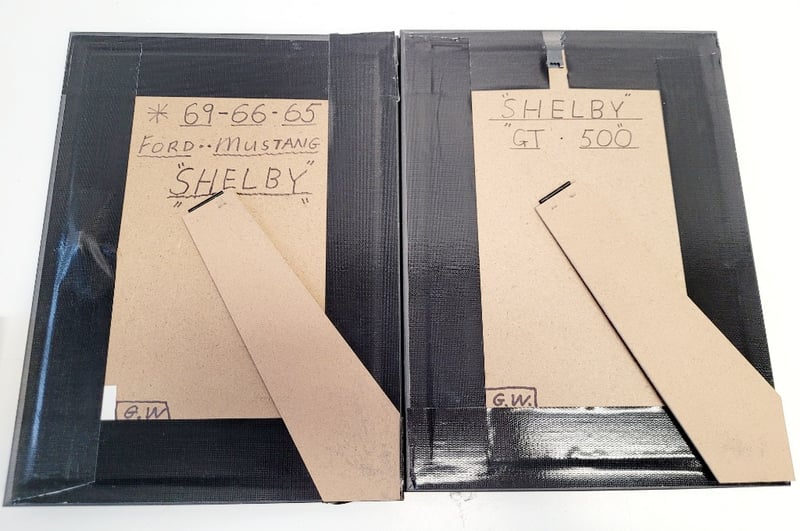 * 69-66-65
FORD··MUSTANG
"SHELBY"
" "
G.W
"SHELBY"
"GT · 500"
G.W.